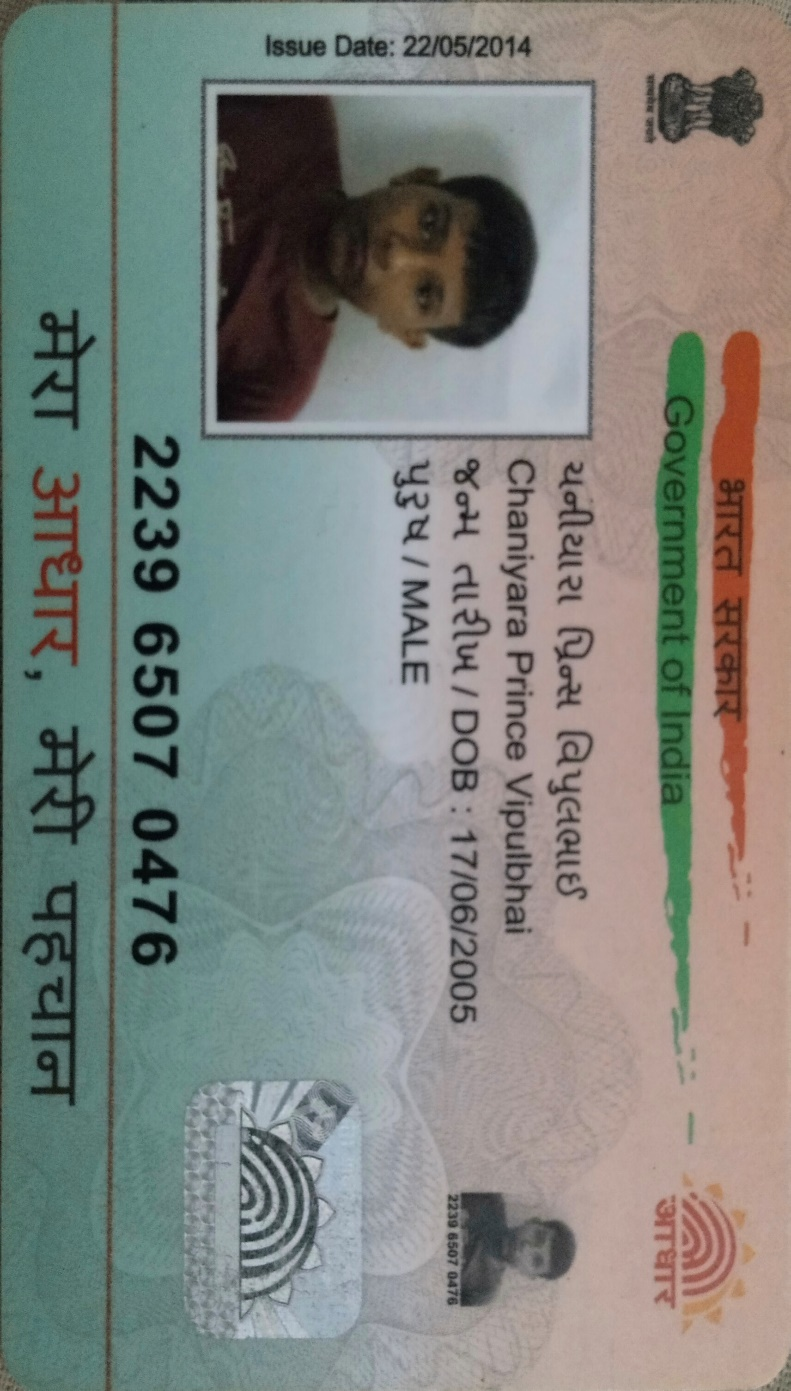 भारत सरकार
Government of India
Issue Date: 22/05/2014
ચનીયારા પ્રિન્સ વિપુલભાઈ
Chaniyara Prince Vipulbhai
જન્મ તારીખ / DOB : 17/06/2005
પુરુષ / MALE
आधार
2239 6507 0476
2239 6507 0476
मेरा आधार, मेरी पहचान